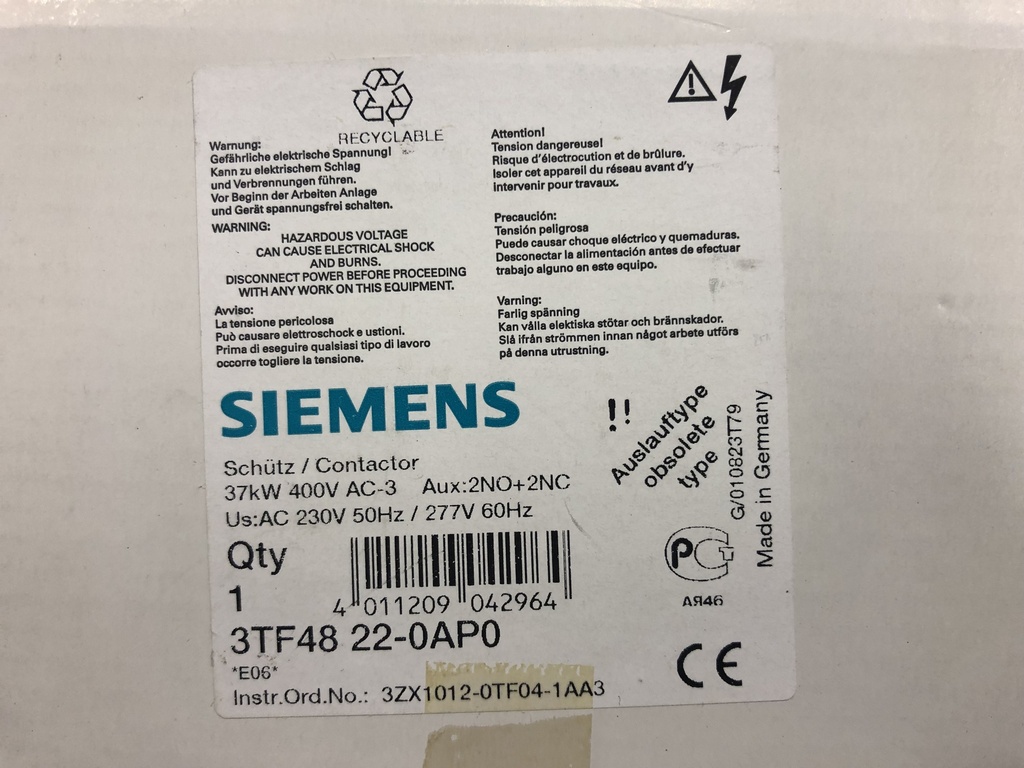 RECYCLABLE
Warnung:
Gefährliche elektrische Spannung!
Kann zu elektrischem Schlag
und Verbrennungen führen.
Vor Beginn der Arbeiten Anlage
und Gerät spannungsfrei schalten.
WARNING:
HAZARDOUS VOLTAGE
CAN CAUSE ELECTRICAL SHOCK
AND BURNS.
DISCONNECT POWER BEFORE PROCEEDING
WITH ANY WORK ON THIS EQUIPMENT.
Avviso:
La tensione pericolosa
Può causare elettroschock e ustioni.
Prima di eseguire qualsiasi tipo di lavoro
occorre togliere la tensione.
Attention!
Tension dangereuse!
Risque d'électrocution et de brûlure.
Isoler cet appareil du réseau avant d'y
intervenir pour travaux.
Precaución:
Tensión peligrosa
Puede causar choque eléctrico y quemaduras.
Desconectar la alimentación antes de efectuar
trabajo alguno en este equipo.
Varning:
Farlig spänning
Kan vålla elektiska stötar och brännskador.
Slå ifrån strömmen innan något arbete utförs
på denna utrustning.
SIEMENS
Schütz / Contactor
37kW 400V AC-3 Aux:2NO+2NC
Us:AC 230V 50Hz / 277V 60Hz
Qty
1
4 011209 042964
3TF48 22-0AP0
*E06*
Instr.Ord.No.: 3ZX1012-0TF04-1AA3
!!
Auslauftype
obsolete
type
G/010823T79
Made in Germany
РСТ
АЯ46
CE